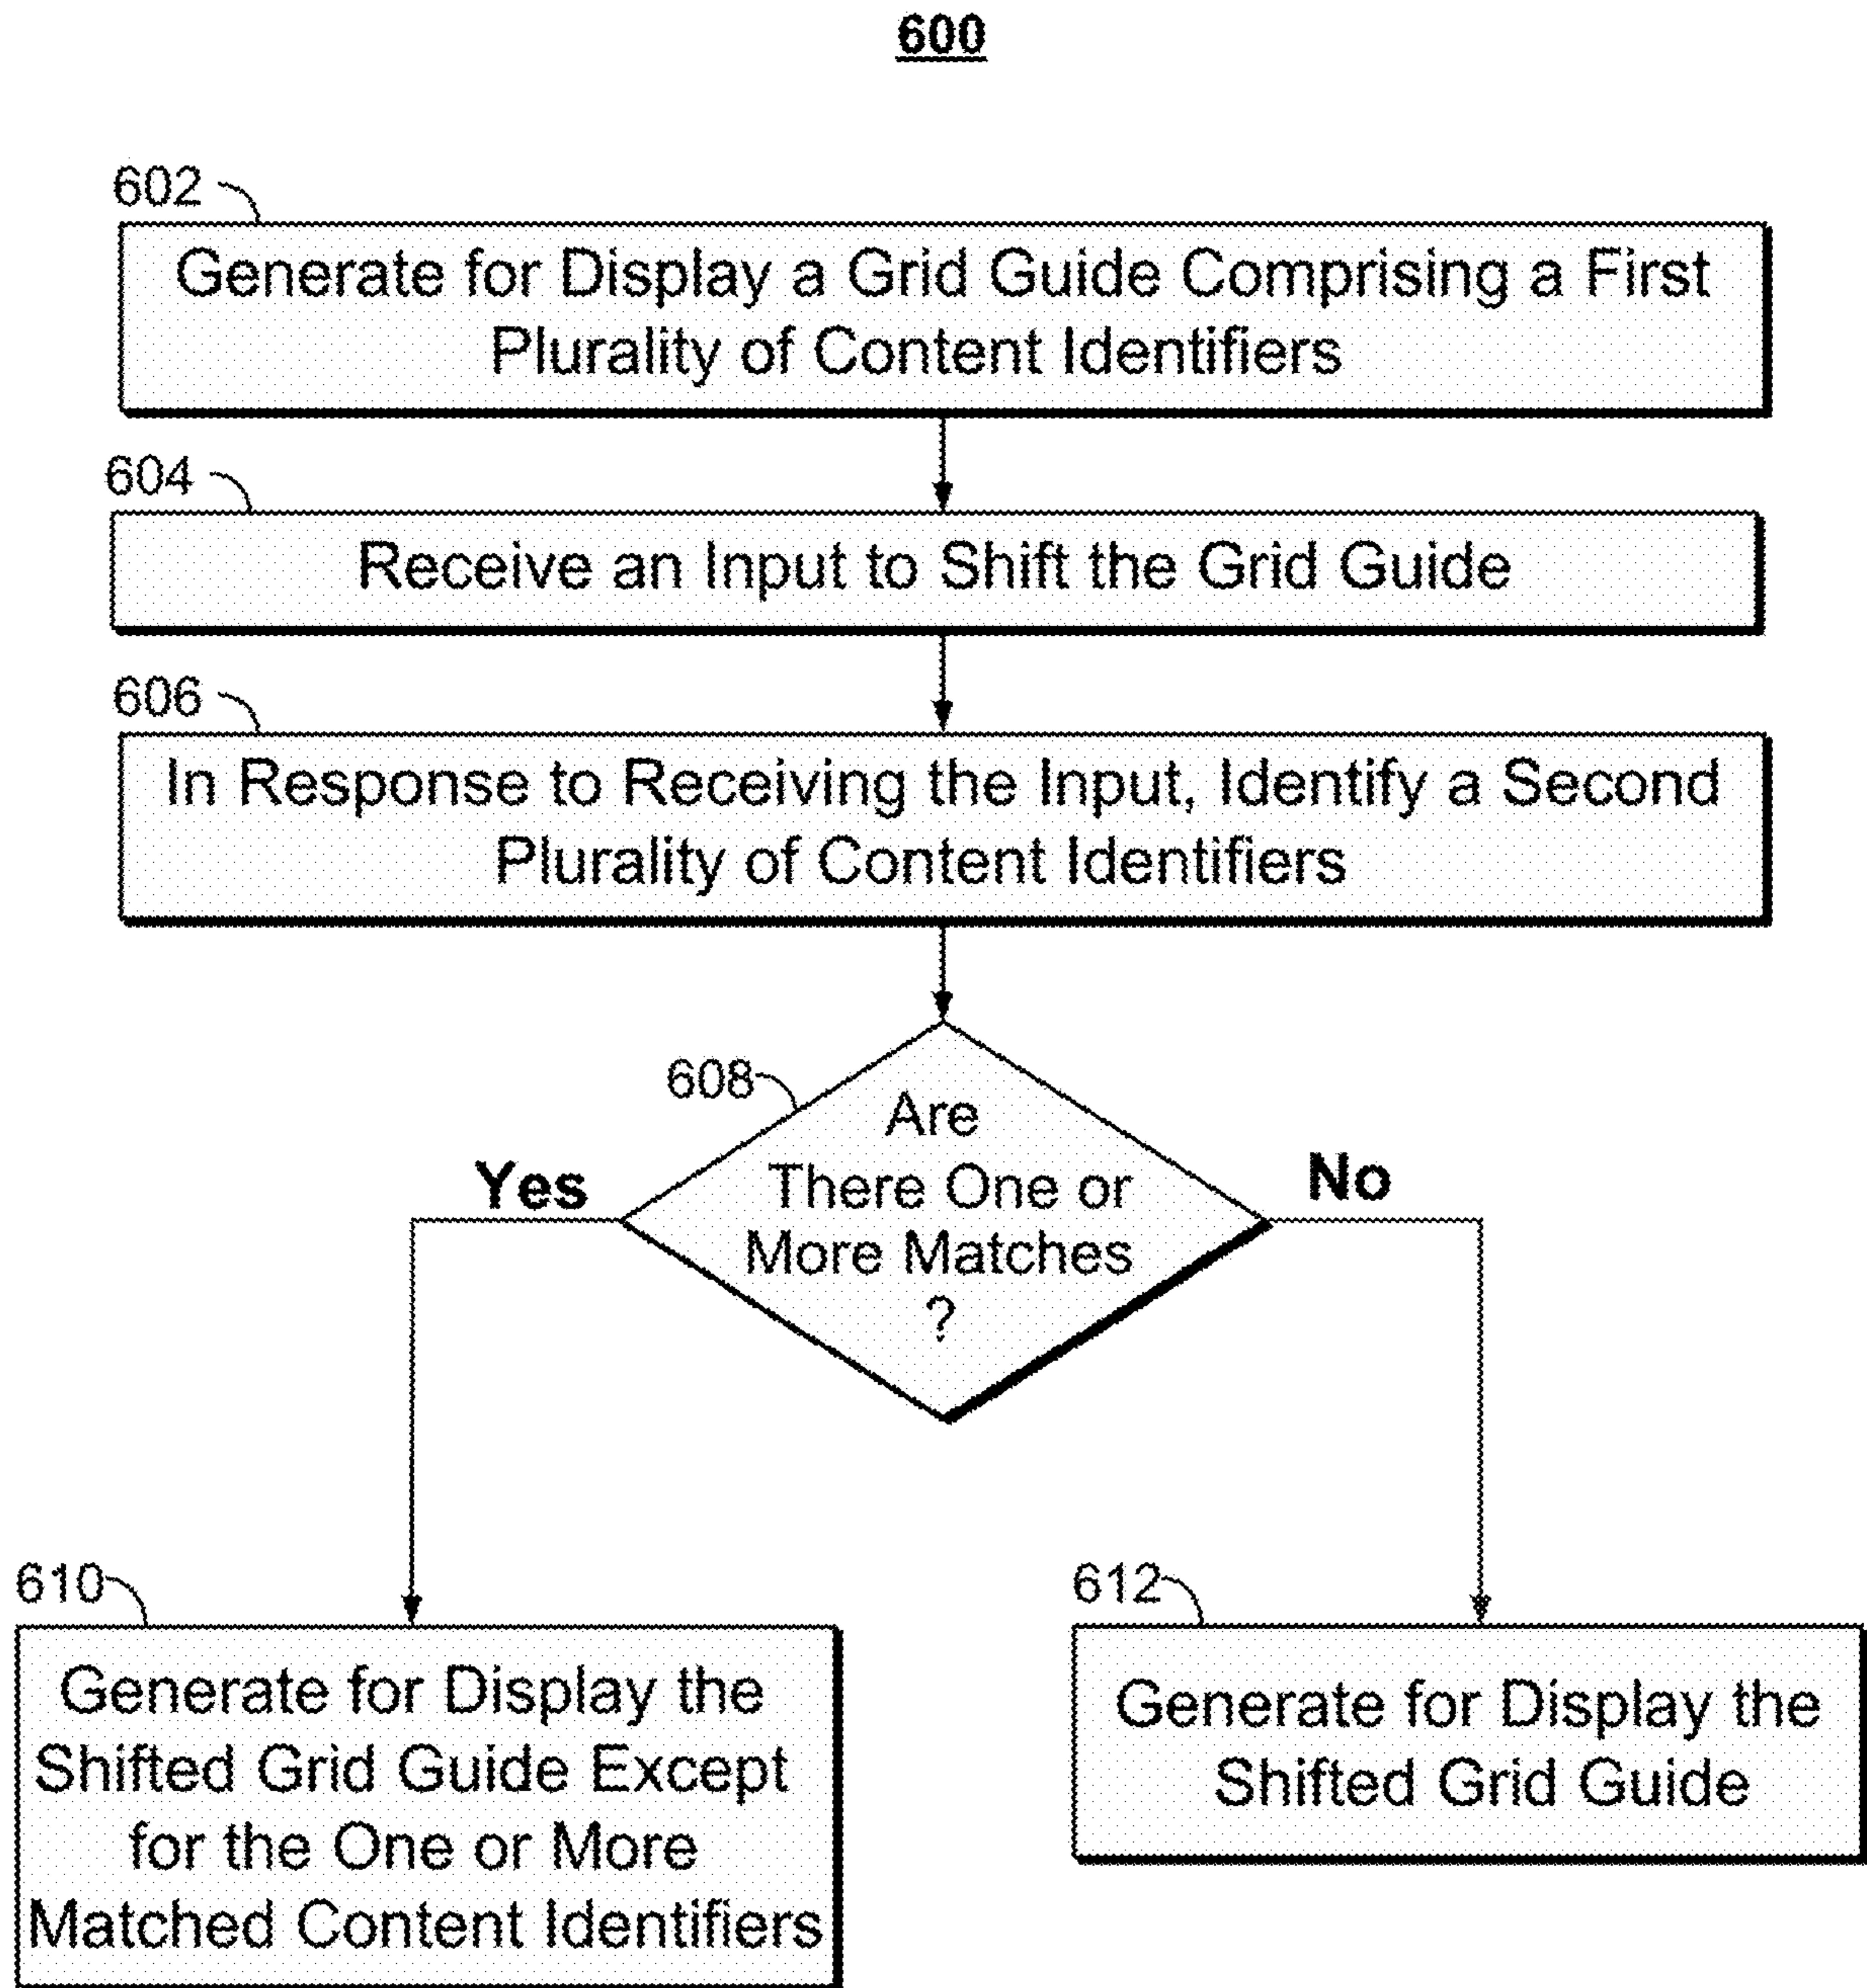 600
602
Generate for Display a Grid Guide Comprising a First
Plurality of Content Identifiers
604
Receive an Input to Shift the Grid Guide
606
In Response to Receiving the Input, Identify a Second
Plurality of Content Identifiers
608
Are
There One or
More Matches
?
Yes
No
610
Generate for Display the
Shifted Grid Guide Except
for the One or More
Matched Content Identifiers
612
Generate for Display the
Shifted Grid Guide